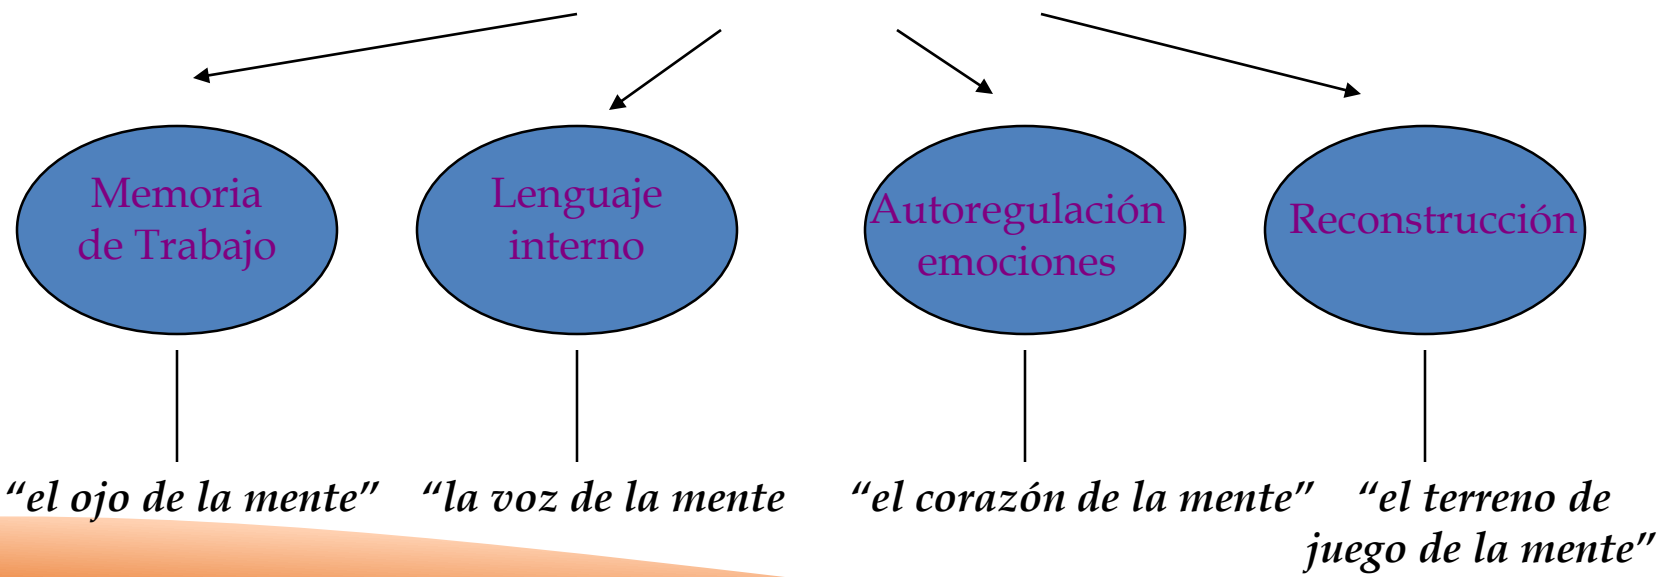 Memoria
de Trabajo
Lenguaje
interno
Autoregulación
emociones
Reconstrucción
“el ojo de la mente”
“la voz de la mente
“el corazón de la mente”
“el terreno de
juego de la mente”